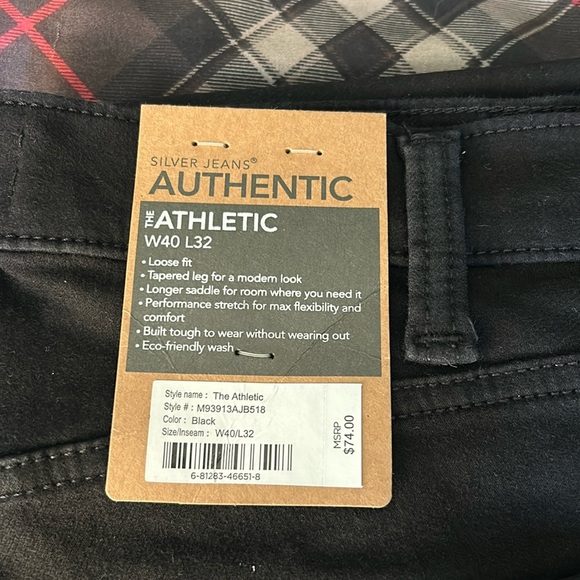 SILVER JEANS®
AUTHENTIC
THE ATHLETIC
W40 L32
• Loose fit
• Tapered leg for a modern look
• Longer saddle for room where you need it
• Performance stretch for max flexibility and
comfort
• Built tough to wear without wearing out
• Eco-friendly wash
Style name : The Athletic
Style # : M93913AJB518
Color : Black
Size/Inseam : W40/L32
6-81283-46651-8
MSRP
$74.00